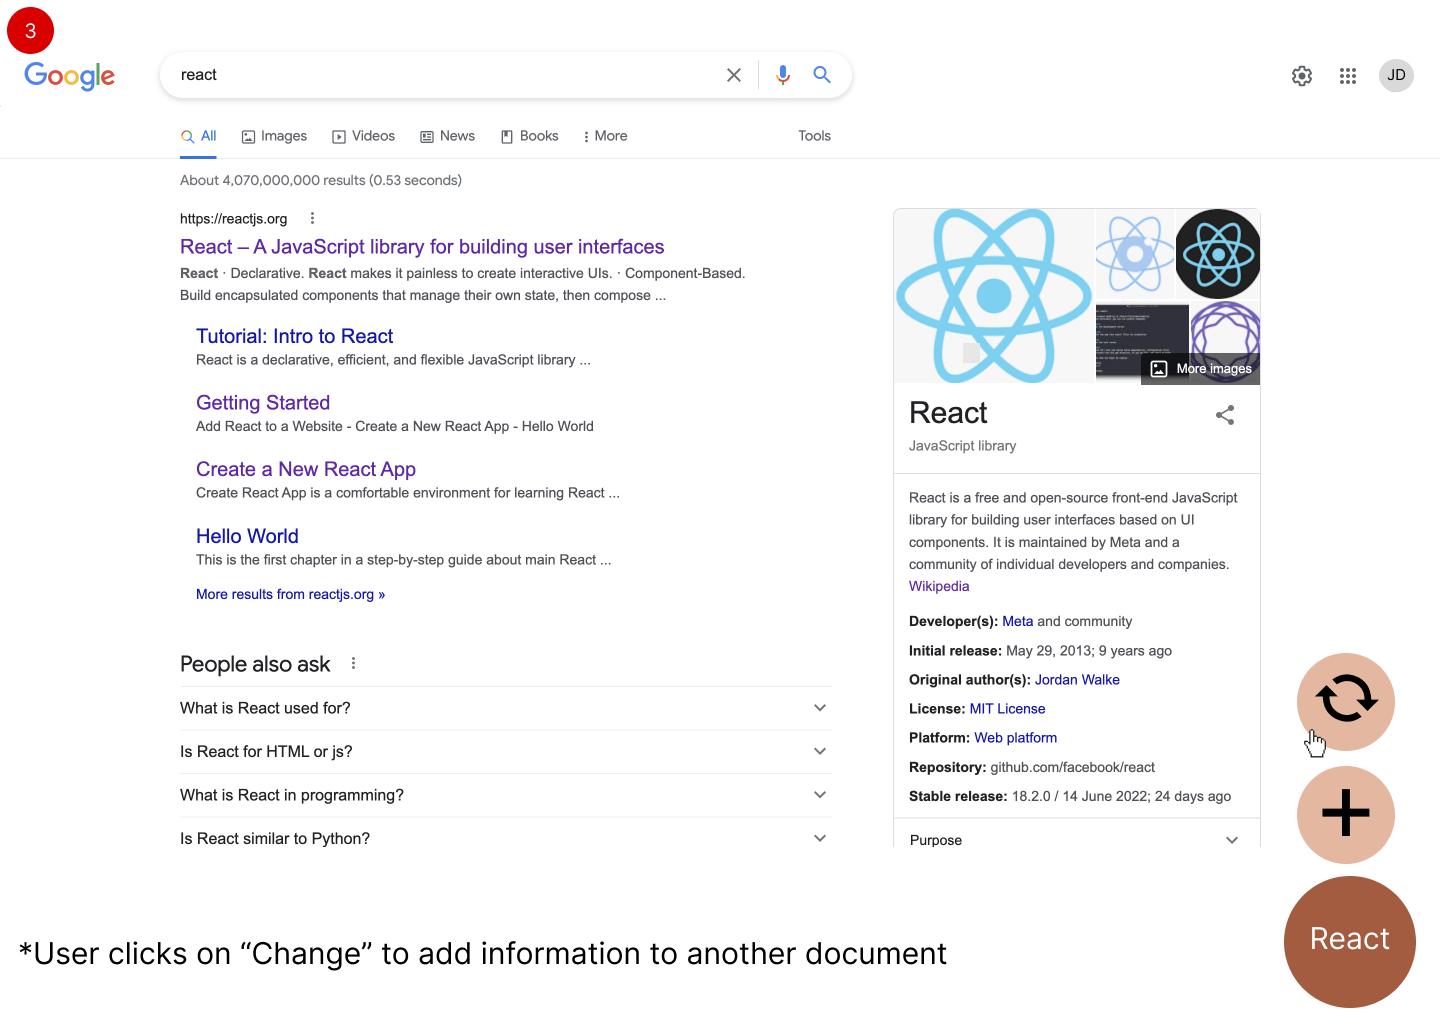 3
Google
react
JD
All
Images
Videos
News
Books
More
Tools
About 4,070,000,000 results (0.53 seconds)
https://reactjs.org
React – A JavaScript library for building user interfaces
React · Declarative. React makes it painless to create interactive UIs. · Component-Based.
Build encapsulated components that manage their own state, then compose ...
Tutorial: Intro to React
React is a declarative, efficient, and flexible JavaScript library ...
Getting Started
Add React to a Website - Create a New React App - Hello World
Create a New React App
Create React App is a comfortable environment for learning React ...
Hello World
This is the first chapter in a step-by-step guide about main React ...
More results from reactjs.org »
People also ask
What is React used for?
Is React for HTML or js?
What is React in programming?
Is React similar to Python?
More images
React
JavaScript library
React is a free and open-source front-end JavaScript
library for building user interfaces based on UI
components. It is maintained by Meta and a
community of individual developers and companies.
Wikipedia
Developer(s): Meta and community
Initial release: May 29, 2013; 9 years ago
Original author(s): Jordan Walke
License: MIT License
Platform: Web platform
Repository: github.com/facebook/react
Stable release: 18.2.0 / 14 June 2022; 24 days ago
Purpose
React
*User clicks on “Change” to add information to another document